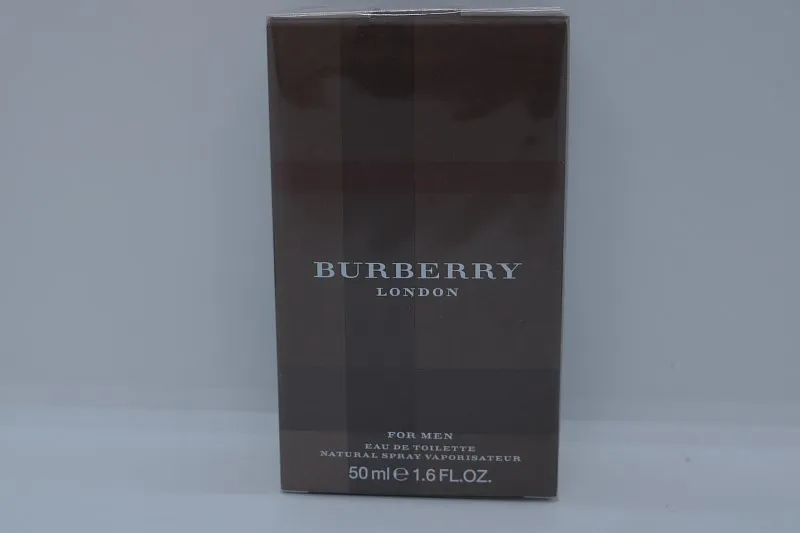 BURBERRY
LONDON
FOR MEN
EAU DE TOILETTE
NATURAL SPRAY VAPORISATEUR
50 ml ℮ 1.6 FL.OZ.